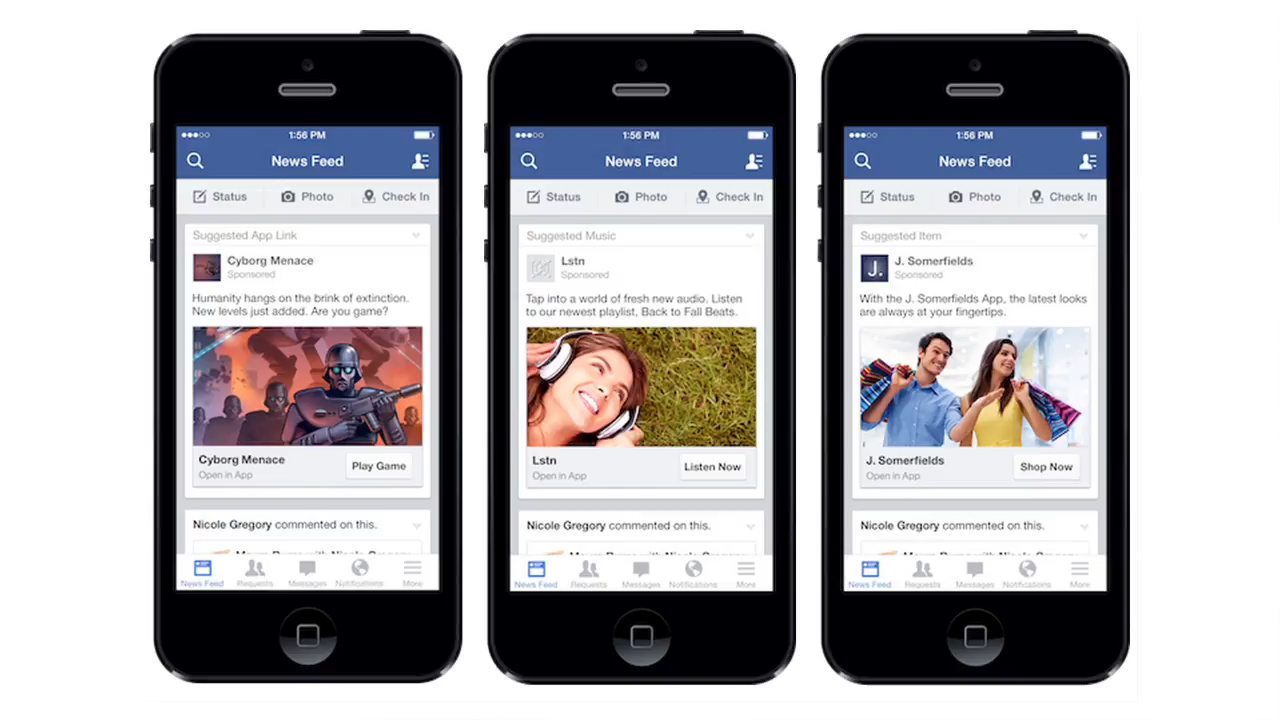 1:56 PM
News Feed
Status Photo Check In
Suggested App Link
Cyborg Menace
Sponsored
Humanity hangs on the brink of extinction.
New levels just added. Are you game?
Cyborg Menace
Open in App
Play Game
Nicole Gregory commented on this.
News Feed Requests Messages Notifications More
1:56 PM
News Feed
Status Photo Check In
Suggested Music
Lstn
Sponsored
Tap into a world of fresh new audio. Listen
to our newest playlist, Back to Fall Beats.
Lstn
Open in App
Listen Now
Nicole Gregory commented on this.
News Feed Requests Messages Notifications More
1:56 PM
News Feed
Status Photo Check In
Suggested Item
J.
J. Somerfields
Sponsored
With the J. Somerfields App, the latest looks
are always at your fingertips.
J. Somerfields
Open in App
Shop Now
Nicole Gregory commented on this.
News Feed Requests Messages Notifications More